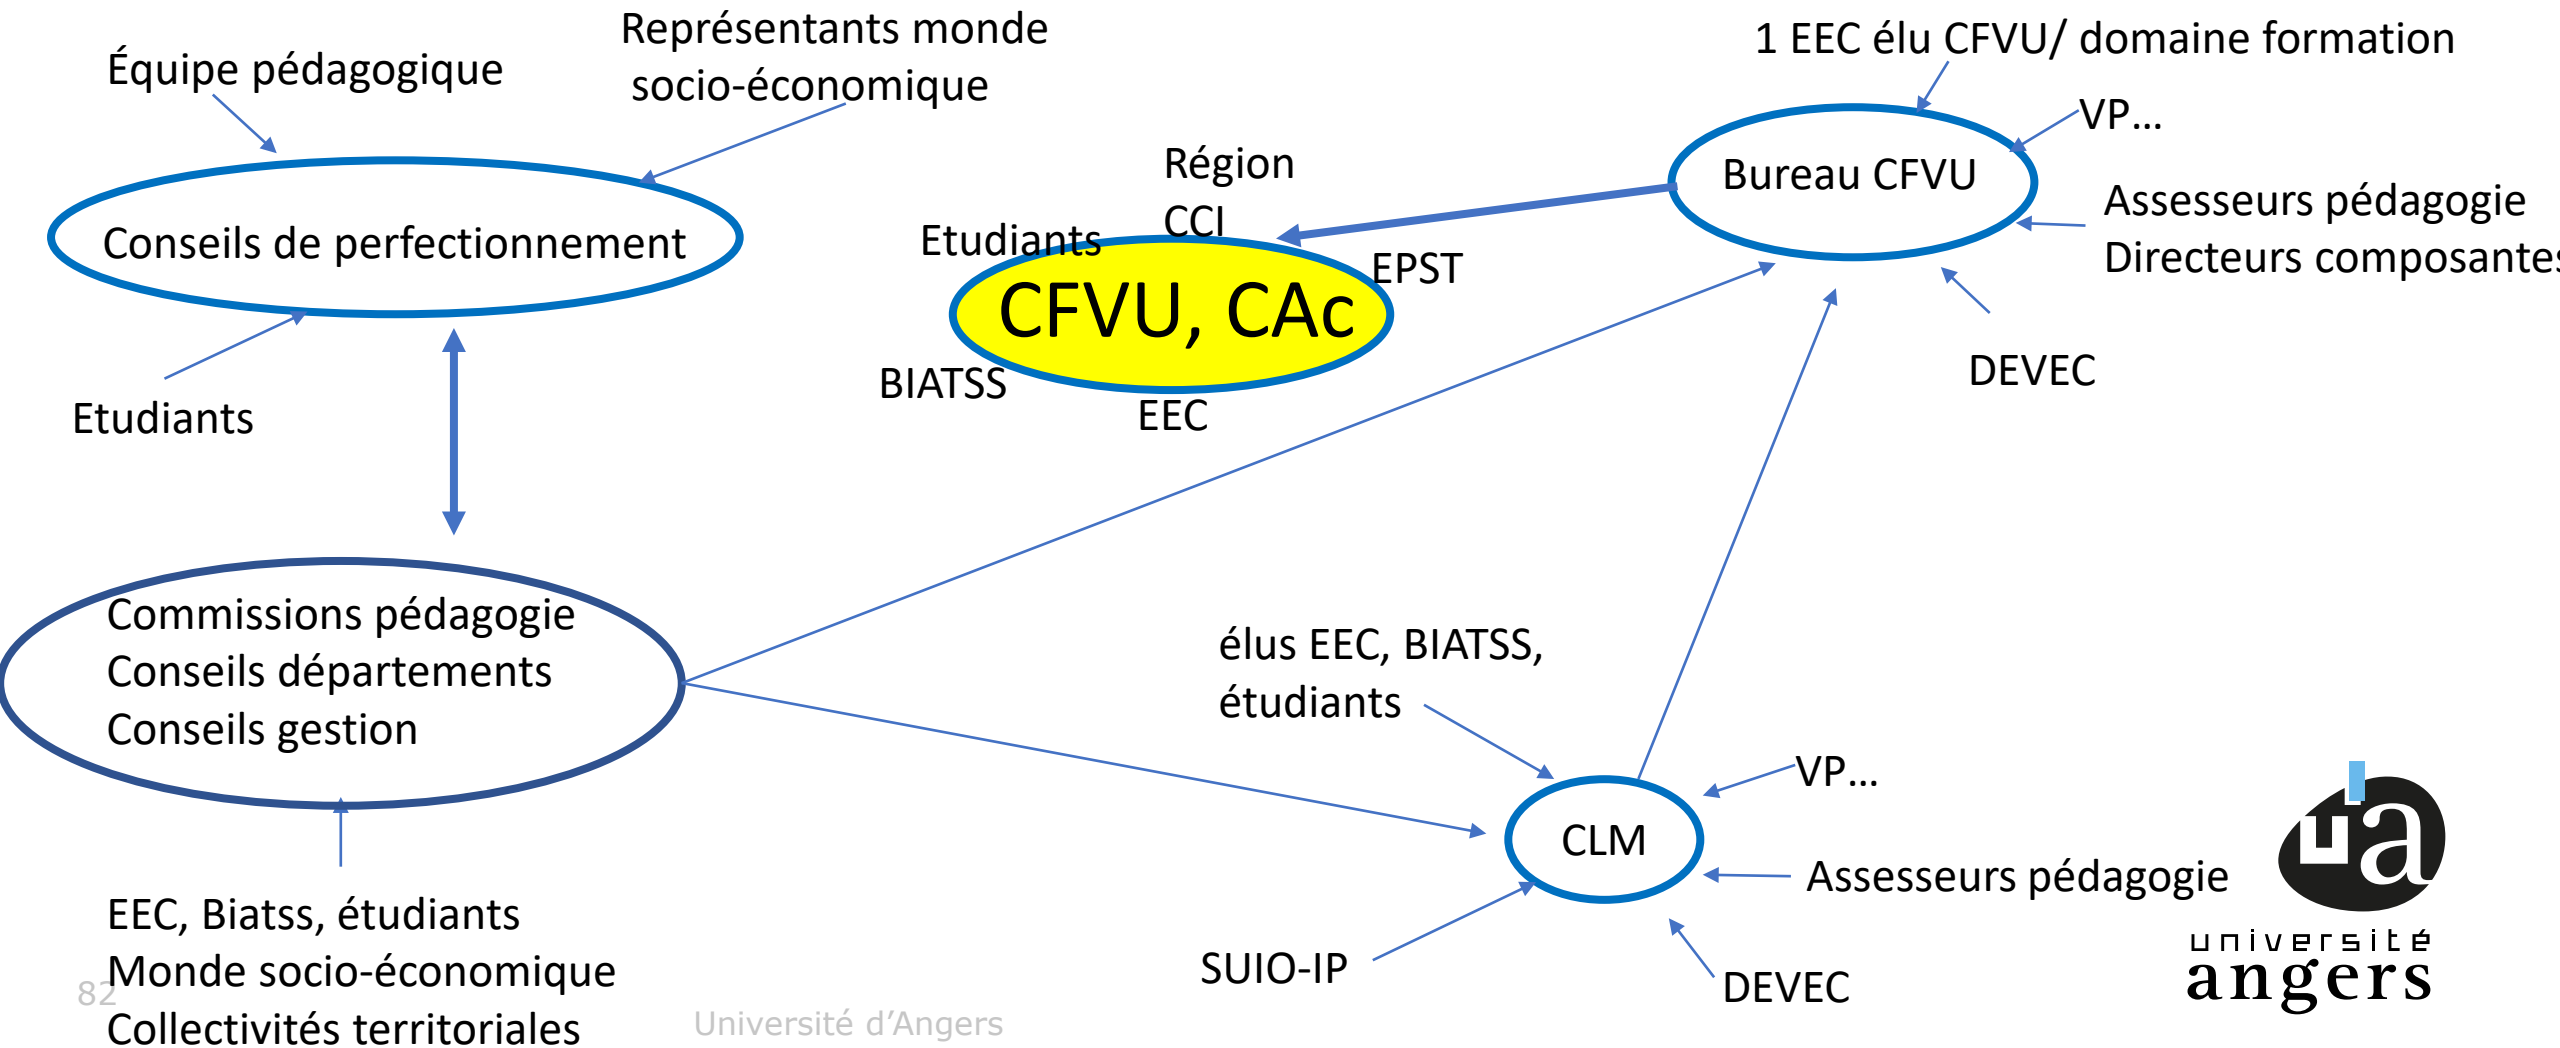 Équipe pédagogique
Représentants monde
socio-économique
Conseils de perfectionnement
Etudiants
Région
CCI
Etudiants
EPST
CFVU, CAc
BIATSS
EEC
1 EEC élu CFVU/ domaine formation
VP…
Bureau CFVU
Assesseurs pédagogie
Directeurs composantes
DEVEC
Commissions pédagogie
Conseils départements
Conseils gestion
EEC, Biatss, étudiants
Monde socio-économique
Collectivités territoriales
élus EEC, BIATSS,
étudiants
VP…
CLM
Assesseurs pédagogie
SUIO-IP
DEVEC
82
Université d’Angers
ua
université
angers